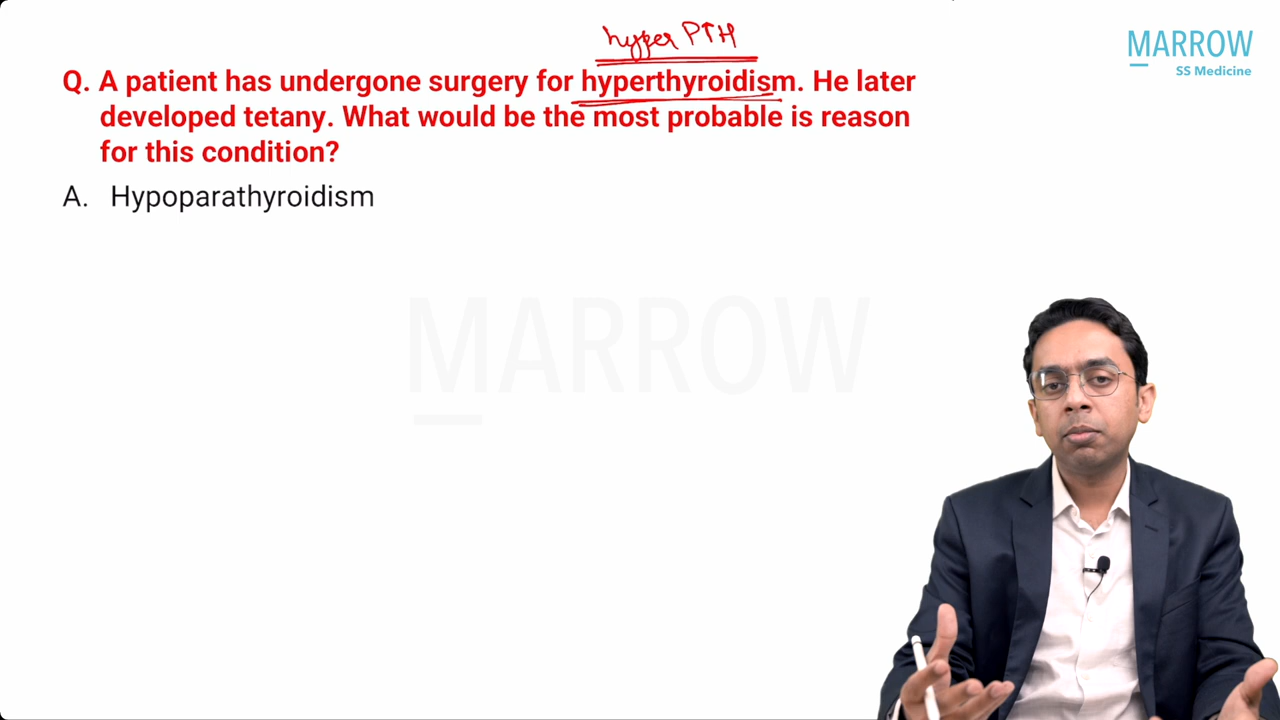 hyper PTH
MARROW
SS Medicine
Q. A patient has undergone surgery for hyperthyroidism. He later
developed tetany. What would be the most probable is reason
for this condition?
A. Hypoparathyroidism
MARROW